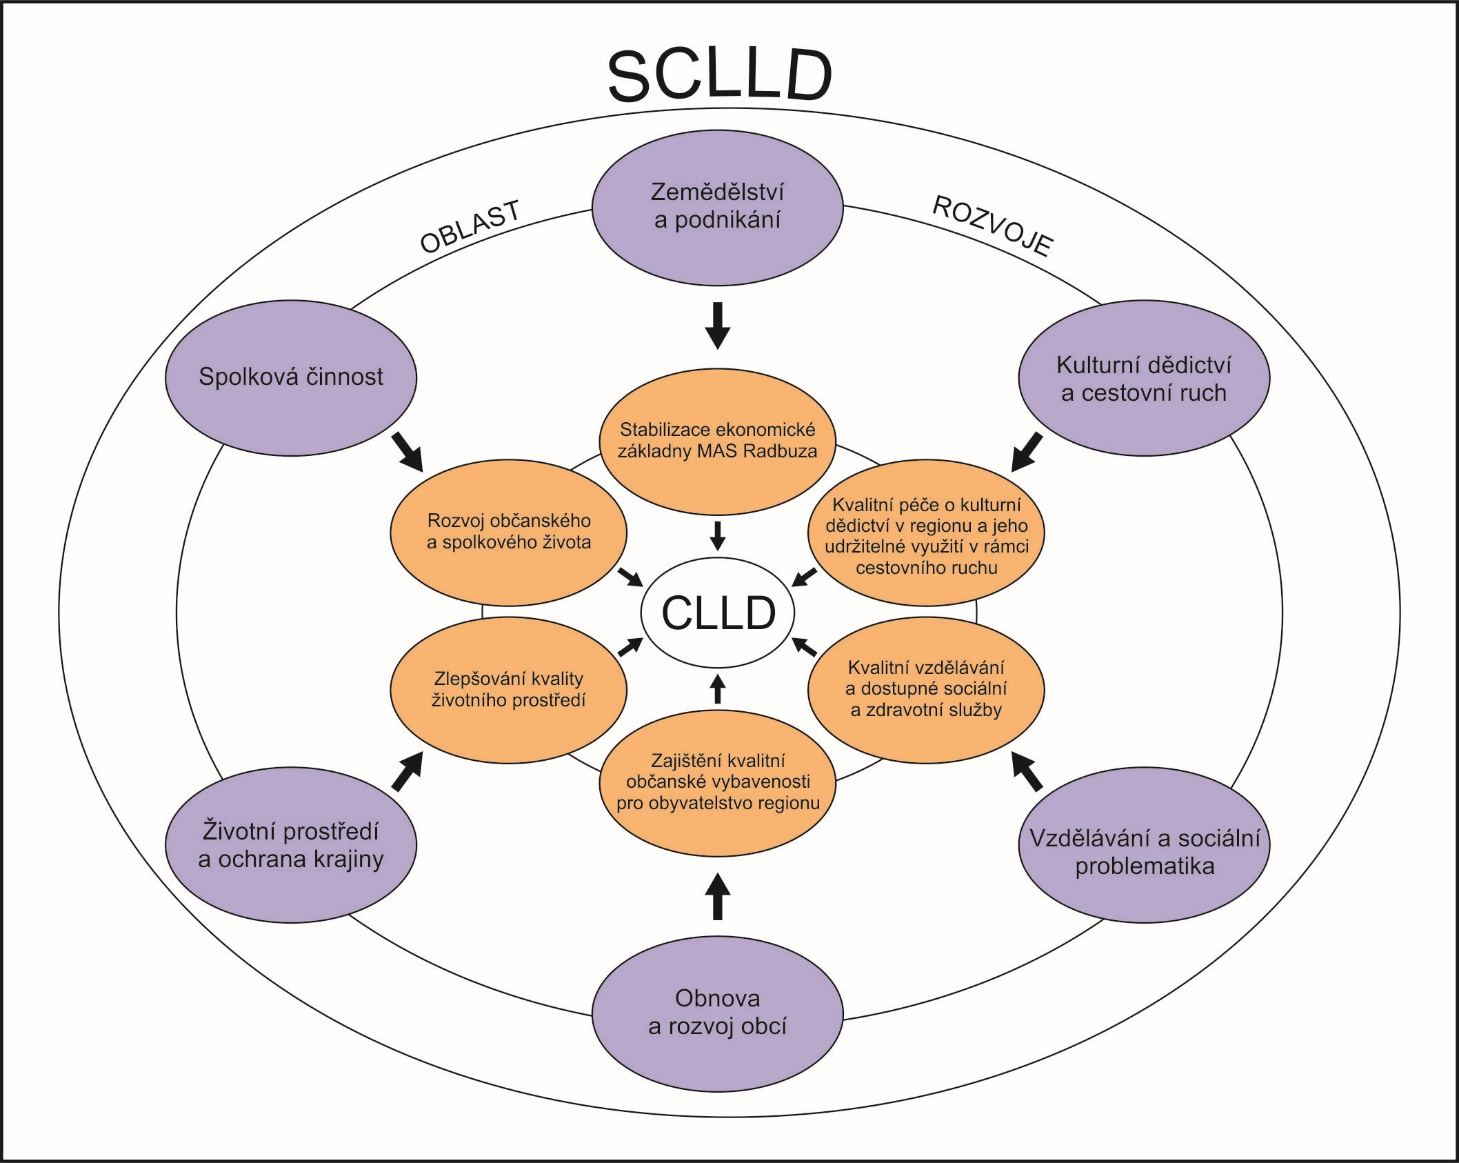 SCLLD
OBLAST
ROZVOJE
Zemědělství
a podnikání
Spolková činnost
Kulturní dědictví
a cestovní ruch
Stabilizace ekonomické
základny MAS Radbuza
Rozvoj občanského
a spolkového života
Kvalitní péče o kulturní
dědictví v regionu a jeho
udržitelné využití v rámci
cestovního ruchu
CLLD
Zlepšování kvality
životního prostředí
Kvalitní vzdělávání
a dostupné sociální
a zdravotní služby
Zajištění kvalitní
občanské vybavenosti
pro obyvatelstvo regionu
Životní prostředí
a ochrana krajiny
Vzdělávání a sociální
problematika
Obnova
a rozvoj obcí